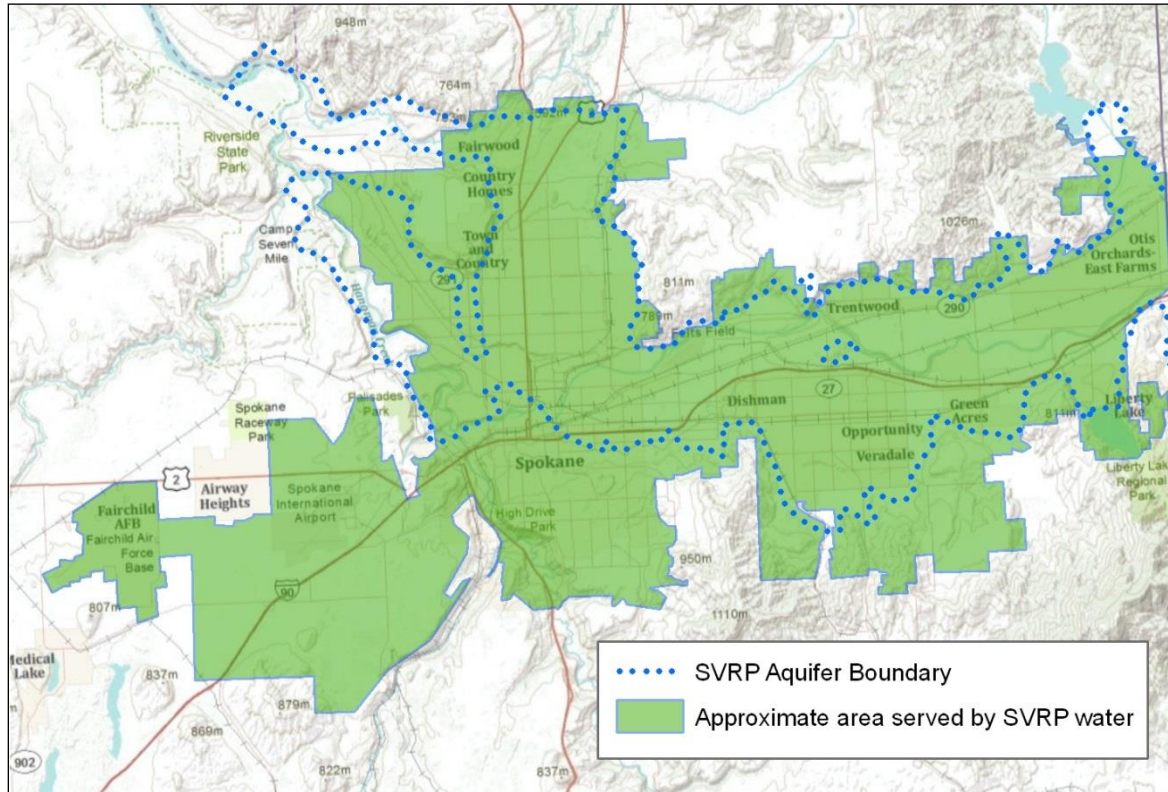 948m
764m
793m
Riverside
State
Park
Fairwood
Country
Homes
Camp
Seven
Mile
Town
and
Country
291
1026m
Otis
Orchards-
East Farms
811m
789m
Felts Field
Trentwood
290
Palisades
Park
Spokane
Raceway
Park
27
Dishman
Green
Acres
811m
Liberty
Lake
Opportunity
Veradale
Spokane
2
Airway
Heights
Spokane
International
Airport
Liberty Lake
Regional
Park
Fairchild
AFB
Fairchild Air
Force
Base
High Drive
Park
950m
90
807m
1110m
Medical
Lake
837m
879m
869m
902
822m
837m
SVRP Aquifer Boundary
Approximate area served by SVRP water